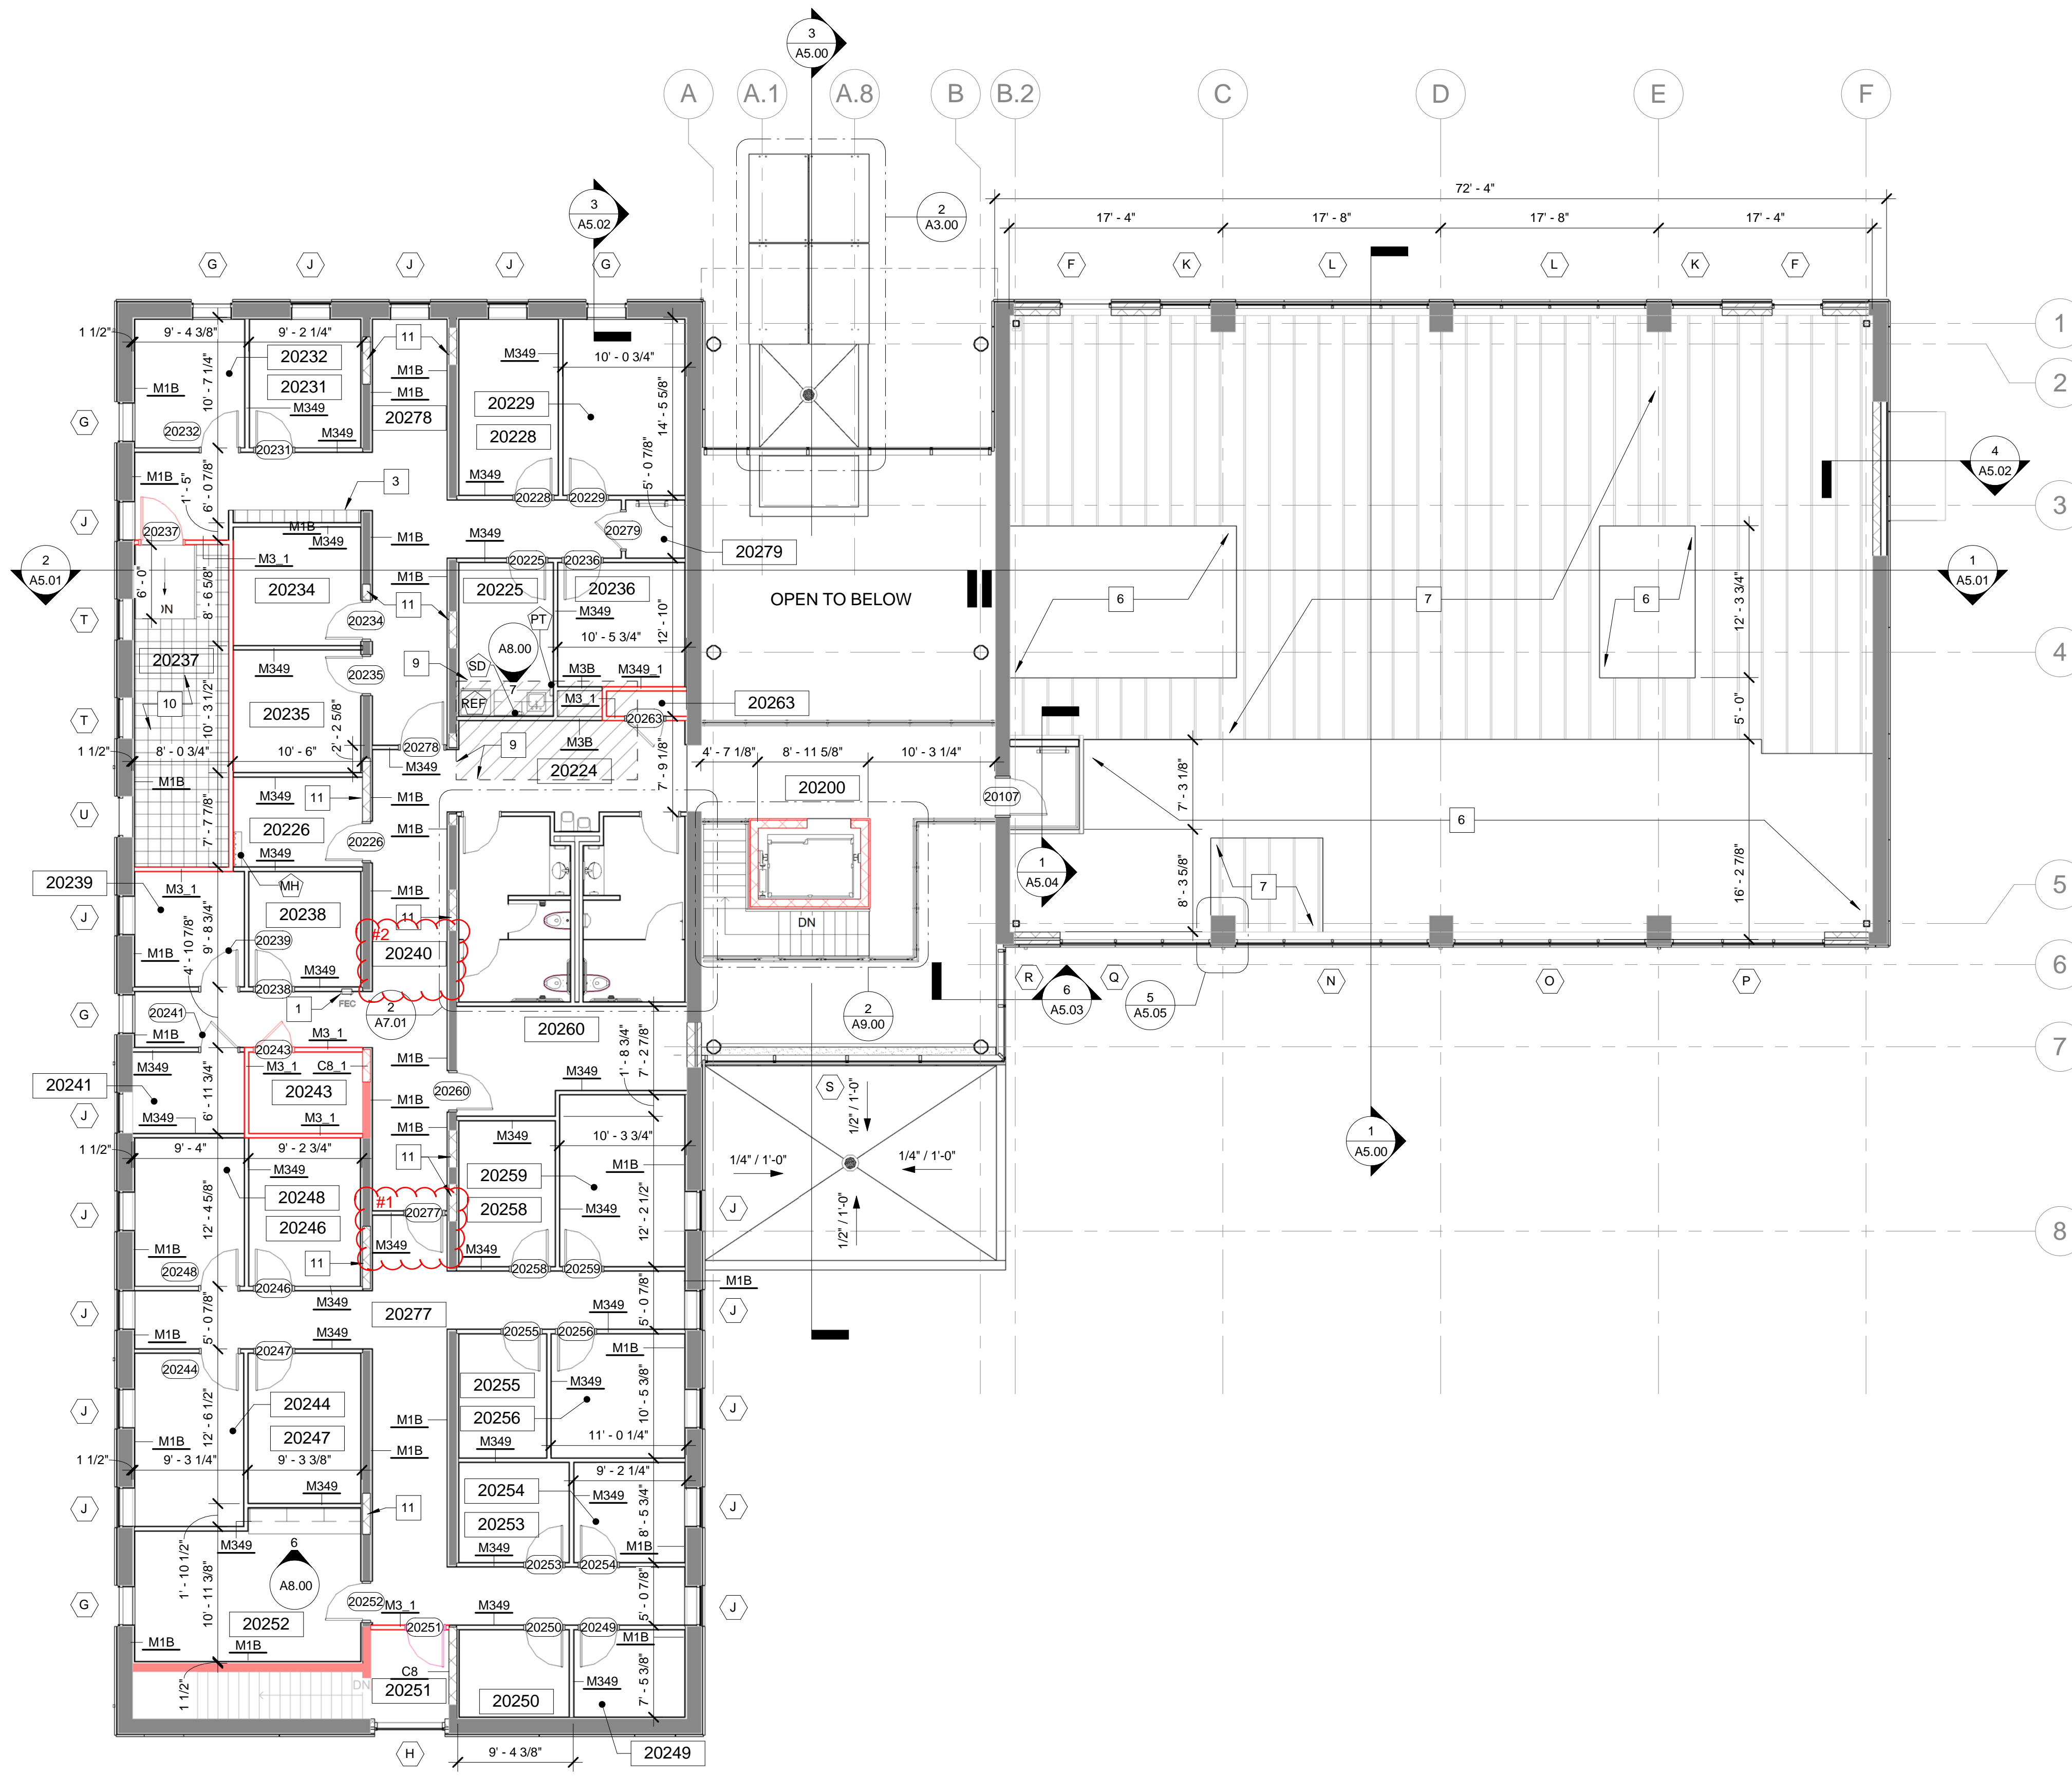 3
A5.00
A
A.1
A.8
B
B.2
C
D
E
F
72' - 4"
3
A5.02
2
A3.00
17' - 4"
17' - 8"
17' - 8"
17' - 4"
G
J
J
J
G
F
K
L
L
K
F
1
2
3
4
5
6
7
8
1 1/2"
9' - 4 3/8"
9' - 2 1/4"
11
20232
20231
M1B
10' - 7 1/4"
M349
M349
20232
20231
M1B
M1B
20278
M349
10' - 0 3/4"
20229
20228
14' - 5 5/8"
M349
20228
20229
5' - 0 7/8"
G
M1B
1' - 5"
6' - 0 7/8"
3
4
A5.02
J
20237
M1B
M349
M1B
M349
20279
20279
M3_1
2
A5.01
6' - 0"
DN
8' - 6 5/8"
20234
M1B
11
20225
20236
20225
20236
M349
12' - 10"
OPEN TO BELOW
6
7
6
12' - 3 3/4"
1
A5.01
T
20234
PT
A8.00
7
SD
10' - 5 3/4"
20237
M349
20235
9
M3B
M349_1
REF
M3_1
20263
20263
10
10' - 3 1/2"
20235
2' - 2 5/8"
T
5' - 0"
1 1/2"
8' - 0 3/4"
10' - 6"
20278
M349
9
M3B
20224
7' - 9 1/8"
4' - 7 1/8"
8' - 11 5/8"
10' - 3 1/4"
M1B
M349
11
M1B
20200
20107
7' - 3 1/8"
U
7' - 7 7/8"
20226
M349
20226
M1B
6
16' - 2 7/8"
1
A5.04
20239
M3_1
MH
M1B
8' - 3 5/8"
7
J
20238
11
#2
20240
DN
M1B
4' - 10 7/8"
9' - 8 3/4"
20239
M349
20238
1
FEC
2
A7.01
R
Q
6
A5.03
5
A5.05
N
O
P
G
20241
M1B
20243
M3_1
20260
1' - 8 3/4"
7' - 2 7/8"
2
A9.00
M349
M3_1
C8_1
M1B
M349
20241
6' - 11 3/4"
20243
M1B
20260
S
1/2" / 1'-0"
J
M349
M3_1
M1B
M349
10' - 3 3/4"
1
A5.00
1 1/2"
9' - 4"
9' - 2 3/4"
11
M349
20259
M1B
1/4" / 1'-0"
1/4" / 1'-0"
20248
20246
#1
20258
M349
12' - 2 1/2"
J
12' - 4 5/8"
20277
J
1/2" / 1'-0"
M1B
20248
11
M349
M349
20246
20258
20259
M1B
J
M349
20277
M349
5' - 0 7/8"
J
M1B
5' - 0 7/8"
M349
20255
20256
M1B
20244
20247
20255
M349
J
20244
20256
10' - 5 3/8"
J
12' - 6 1/2"
M1B
20247
M1B
M1B
M349
11' - 0 1/4"
1 1/2"
9' - 3 1/4"
9' - 3 3/8"
9' - 2 1/4"
M349
11
20254
M349
J
20253
8' - 5 3/4"
J
1' - 10 1/2"
M349
6
A8.00
M349
20253
20254
M1B
G
10' - 11 3/8"
20252
20252
M3_1
M349
5' - 0 7/8"
J
20251
20250
20249
M1B
M1B
M1B
1 1/2"
DN
C8
20251
20250
M349
7' - 5 3/8"
H
9' - 4 3/8"
20249